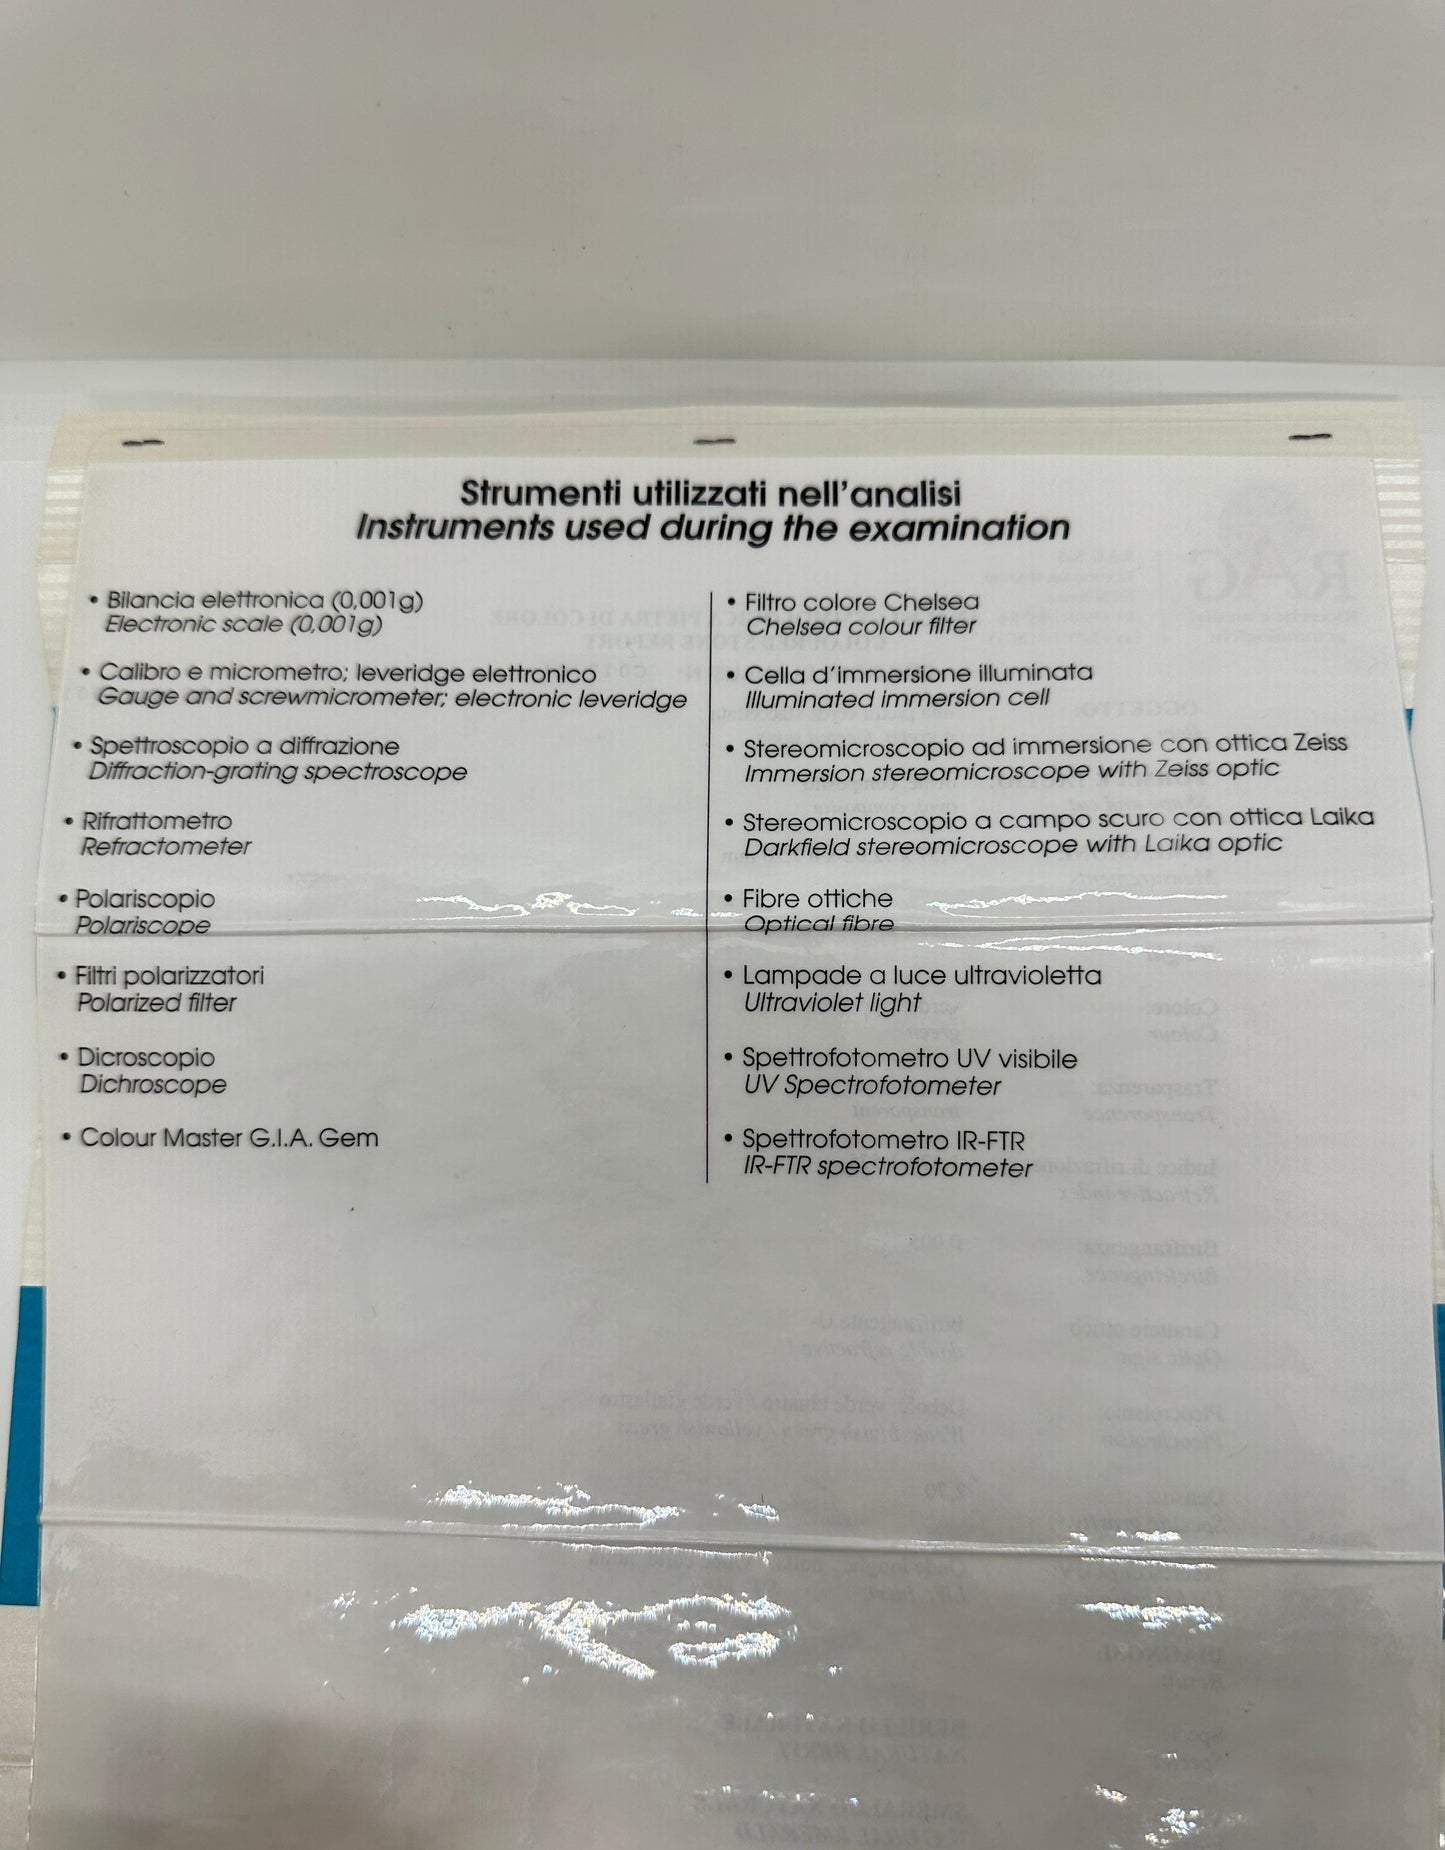 Strumenti utilizzati nell'analisi
Instruments used during the examination
• Bilancia elettronica (0,001g)
Electronic scale (0,001g)
• Calibro e micrometro; leveridge elettronico
Gauge and screwmicrometer; electronic leveridge
• Spettroscopio a diffrazione
Diffraction-grating spectroscope
• Rifrattometro
Refractometer
• Polariscopio
Polariscope
• Filtri polarizzatori
Polarized filter
• Dicroscopio
Dichroscope
• Colour Master G.I.A. Gem
• Filtro colore Chelsea
Chelsea colour filter
• Cella d'immersione illuminata
Illuminated immersion cell
• Stereomicroscopio ad immersione con ottica Zeiss
Immersion stereomicroscope with Zeiss optic
• Stereomicroscopio a campo scuro con ottica Laika
Darkfield stereomicroscope with Laika optic
• Fibre ottiche
Optical fibre
• Lampade a luce ultravioletta
Ultraviolet light
• Spettrofotometro UV visibile
UV Spectrofotometer
• Spettrofotometro IR-FTR
IR-FTR spectrofotometer